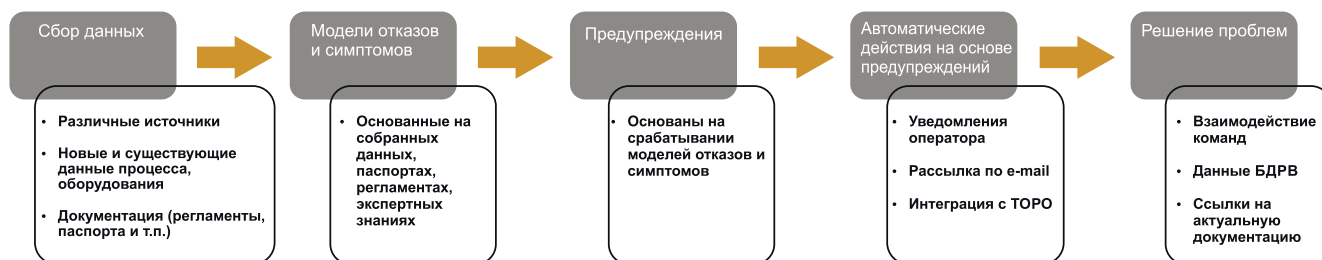 Сбор данных
• Различные источники
• Новые и существующие
данные процесса,
оборудования
• Документация (регламенты,
паспорта и т.п.)
Модели отказов
и симптомов
• Основанные на
собранных
данных,
паспортах,
регламентах,
экспертных
знаниях
Предупреждения
• Основаны на
срабатывании
моделей отказов и
симптомов
Автоматические
действия на основе
предупреждений
• Уведомления
оператора
• Рассылка по e-mail
• Интеграция с ТОРО
Решение проблем
• Взаимодействие
команд
• Данные БДРВ
• Ссылки на
актуальную
документацию